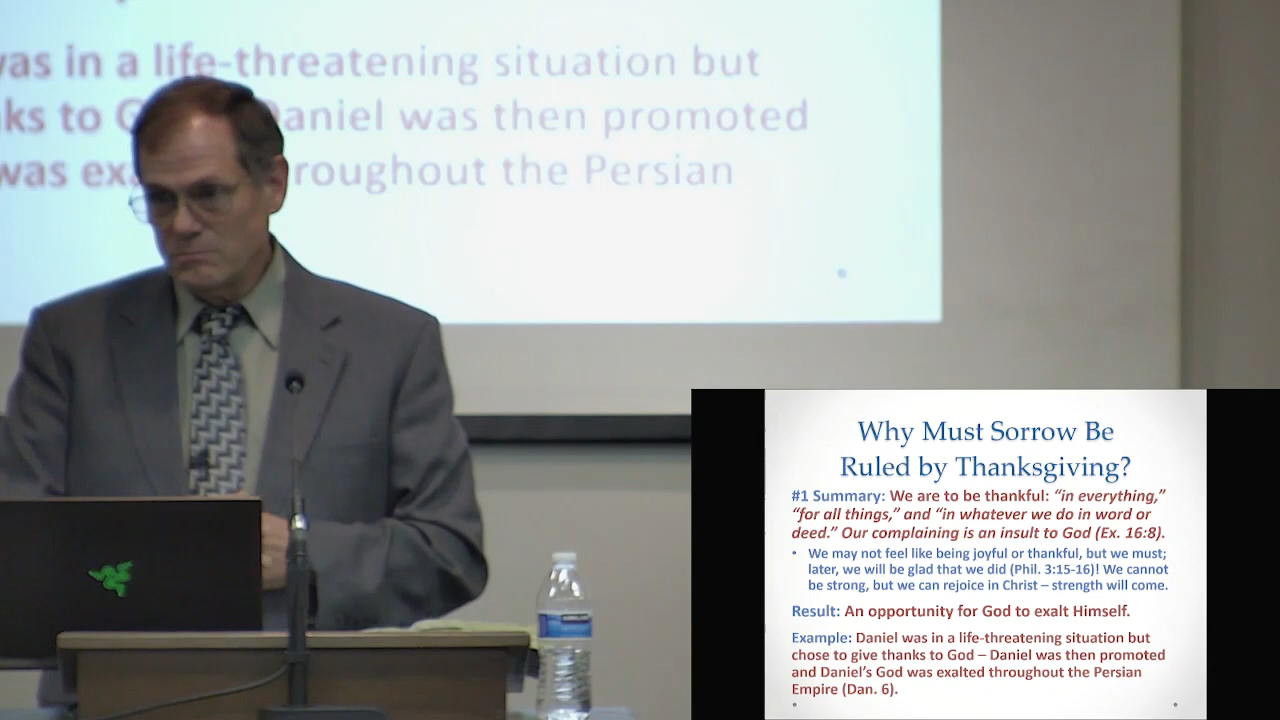 was in a life-threatening situation but
ks to G Daniel was then promoted
was ex roughout the Persian
Why Must Sorrow Be
Ruled by Thanksgiving?
#1 Summary: We are to be thankful: “in everything,”
“for all things,” and “in whatever we do in word or
deed.” Our complaining is an insult to God (Ex. 16:8).
• We may not feel like being joyful or thankful, but we must;
later, we will be glad that we did (Phil. 3:15-16)! We cannot
be strong, but we can rejoice in Christ – strength will come.
Result: An opportunity for God to exalt Himself.
Example: Daniel was in a life-threatening situation but
chose to give thanks to God – Daniel was then promoted
and Daniel’s God was exalted throughout the Persian
Empire (Dan. 6).